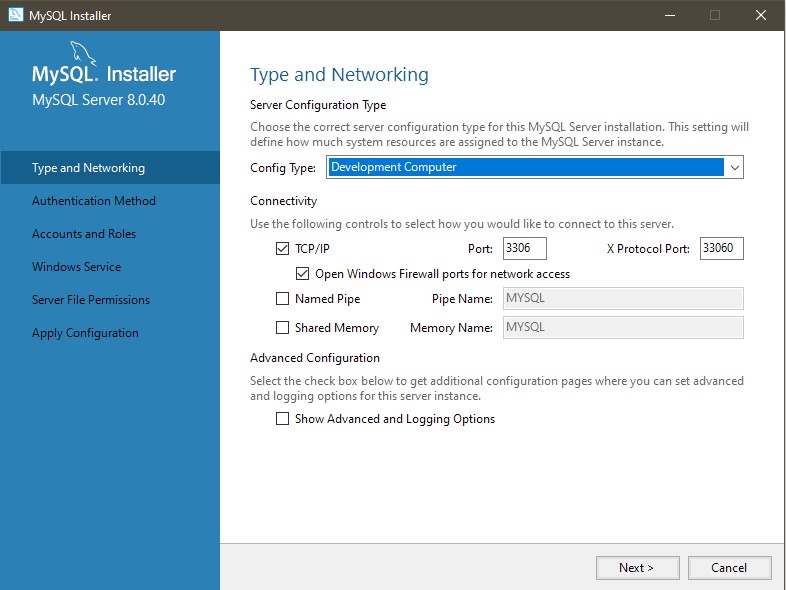 MySQL Installer
MySQL. Installer
MySQL Server 8.0.40
Type and Networking
Authentication Method
Accounts and Roles
Windows Service
Server File Permissions
Apply Configuration
Type and Networking
Server Configuration Type
Choose the correct server configuration type for this MySQL Server installation. This setting will
define how much system resources are assigned to the MySQL Server instance.
Config Type: Development Computer
Connectivity
Use the following controls to select how you would like to connect to this server.
TCP/IP Port: 3306 X Protocol Port: 33060
Open Windows Firewall ports for network access
Named Pipe Pipe Name: MYSQL
Shared Memory Memory Name: MYSQL
Advanced Configuration
Select the check box below to get additional configuration pages where you can set advanced
and logging options for this server instance.
Show Advanced and Logging Options
Next > Cancel